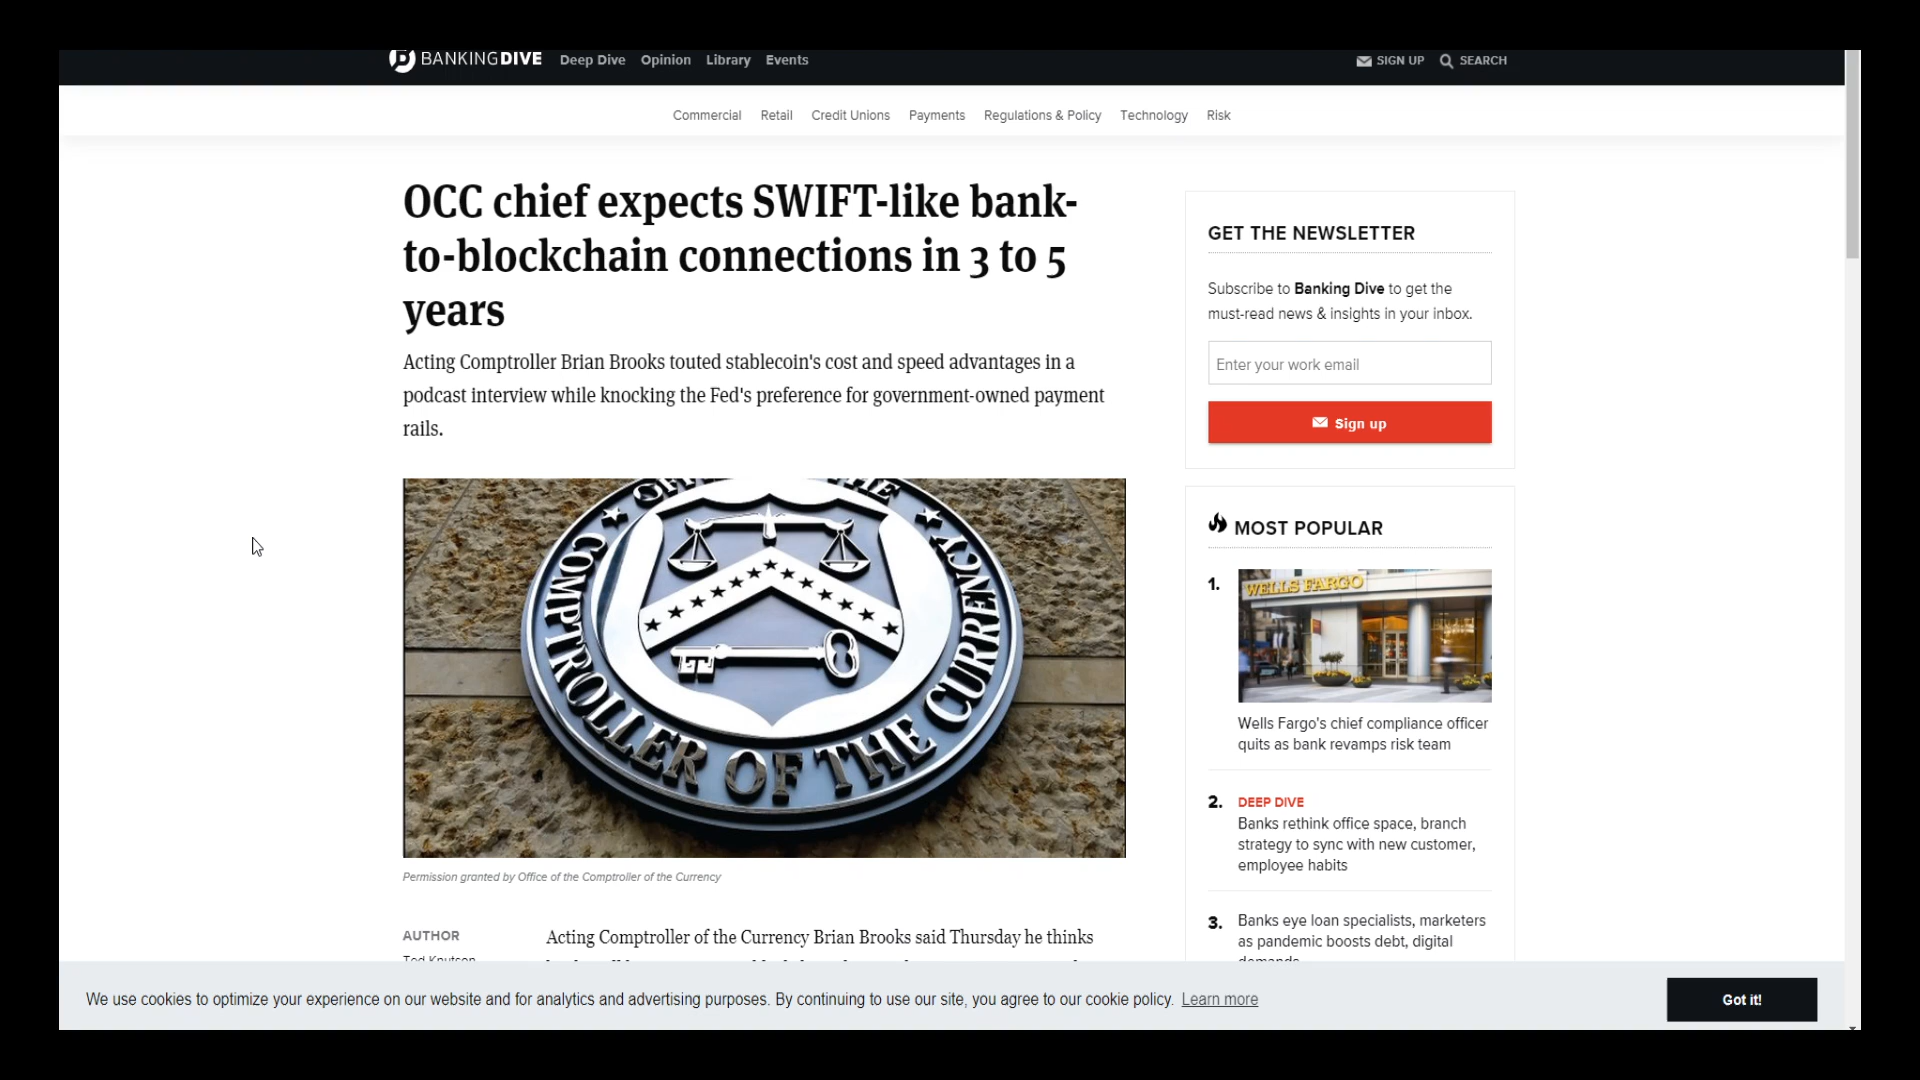 BANKINGDIVE Deep Dive Opinion Library Events SIGN UP SEARCH
Commercial Retail Credit Unions Payments Regulations & Policy Technology Risk
OCC chief expects SWIFT-like bank-
to-blockchain connections in 3 to 5
years
Acting Comptroller Brian Brooks touted stablecoin's cost and speed advantages in a
podcast interview while knocking the Fed's preference for government-owned payment
rails.
COMPTROLLER OF THE CURRENCY
Permission granted by Office of the Comptroller of the Currency
AUTHOR
Ted Knutson
Acting Comptroller of the Currency Brian Brooks said Thursday he thinks
GET THE NEWSLETTER
Subscribe to Banking Dive to get the
must-read news & insights in your inbox.
Enter your work email
Sign up
MOST POPULAR
1.
WELLS FARGO
Wells Fargo's chief compliance officer
quits as bank revamps risk team
2. DEEP DIVE
Banks rethink office space, branch
strategy to sync with new customer,
employee habits
3. Banks eye loan specialists, marketers
as pandemic boosts debt, digital
demands
We use cookies to optimize your experience on our website and for analytics and advertising purposes. By continuing to use our site, you agree to our cookie policy. Learn more
Got it!